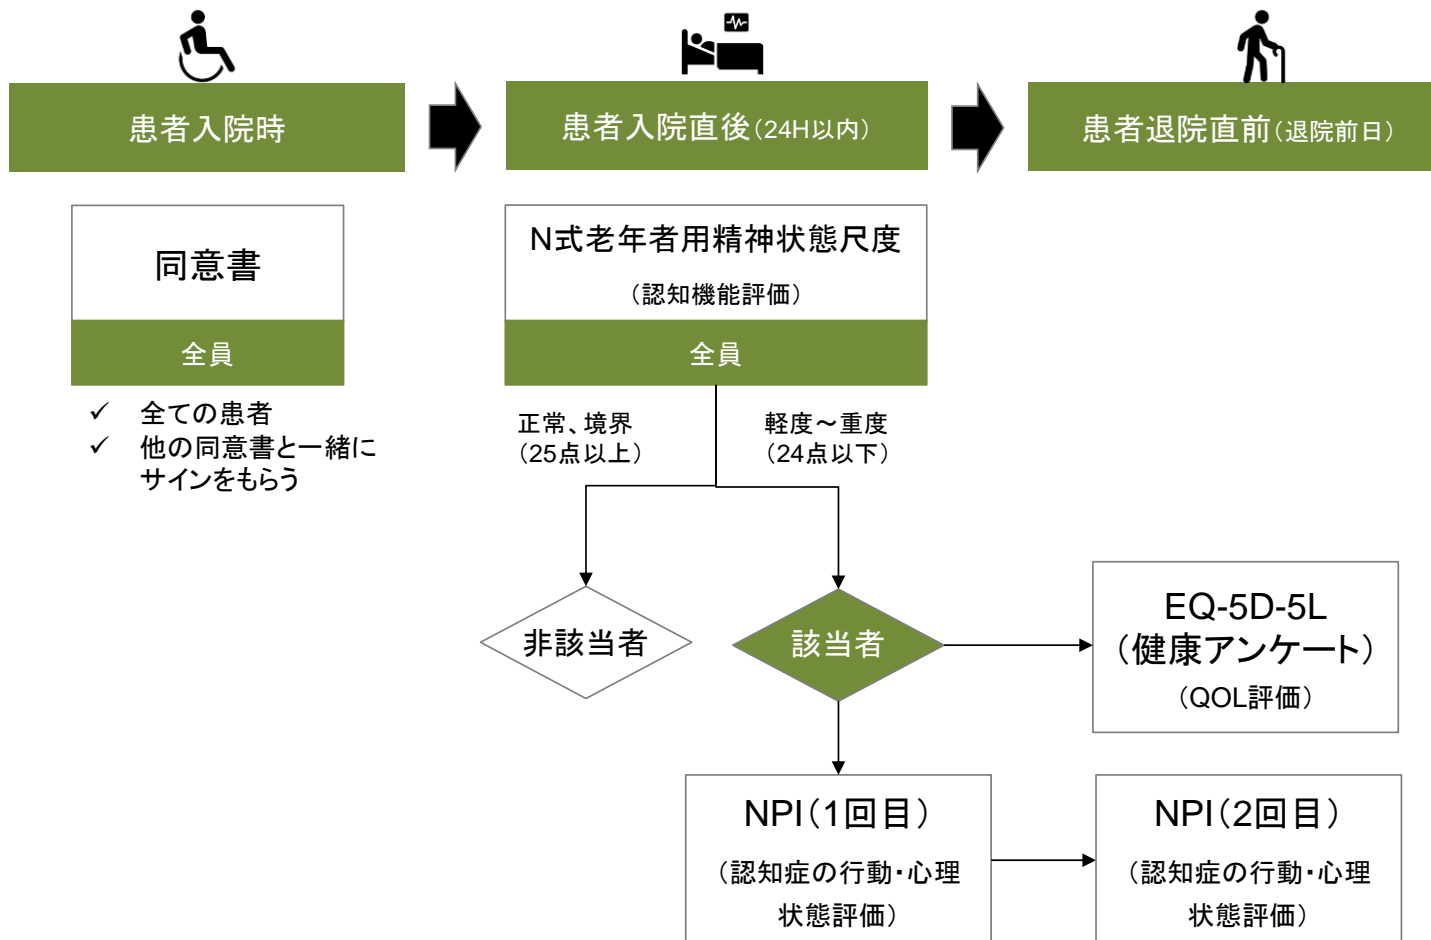 患者入院時
患者入院直後（24H以内）
患者退院直前（退院前日）
同意書
全員
✓ 全ての患者
✓ 他の同意書と一緒に
サインをもらう
N式老年者用精神状態尺度
（認知機能評価）
全員
正常、境界
（25点以上）
軽度～重度
（24点以下）
非該当者
該当者
EQ-5D-5L
（健康アンケート）
（QOL評価）
NPI（1回目）
（認知症の行動・心理
状態評価）
NPI（2回目）
（認知症の行動・心理
状態評価）